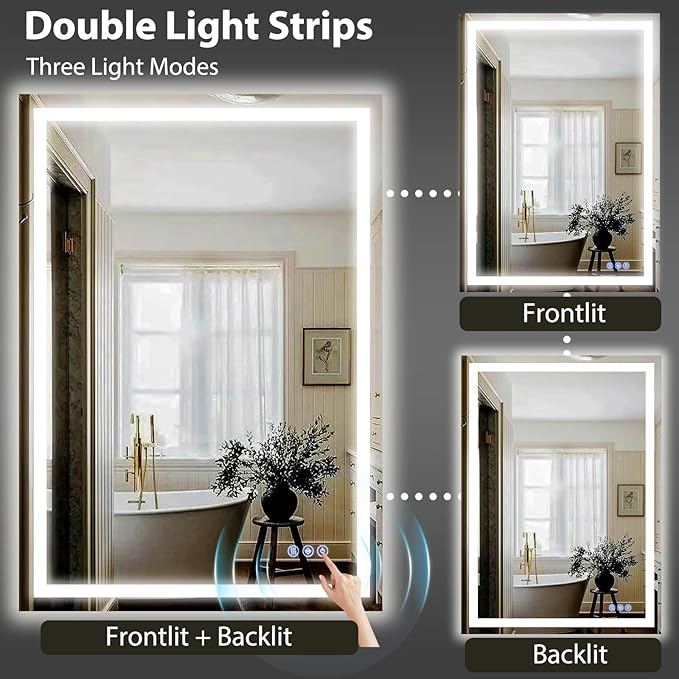 Double Light Strips
Three Light Modes
Frontlit
Frontlit + Backlit
Backlit